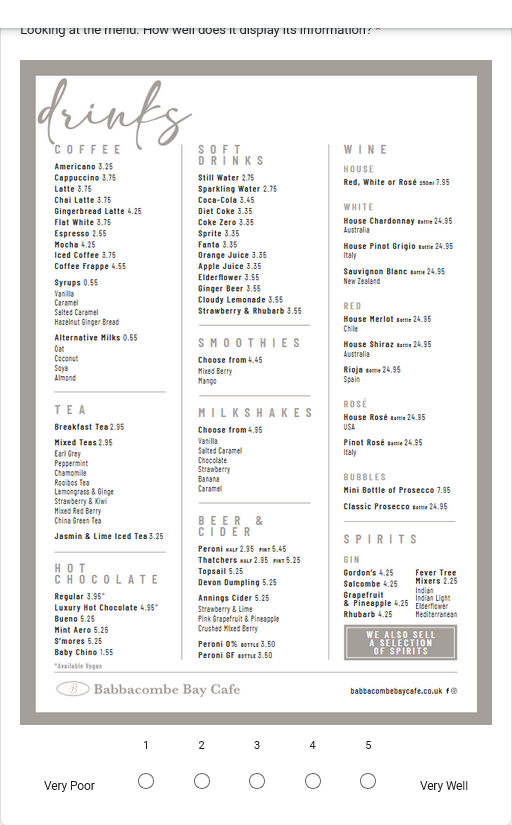 Looking at the menu. How well does it display its information? *
drinks
COFFEE
Americano 3.25
Cappuccino 3.75
Latte 3.75
Chai Latte 3.75
Gingerbread Latte 4.25
Flat White 3.75
Espresso 2.55
Mocha 4.25
Iced Coffee 3.75
Coffee Frappe 4.55
Syrups 0.55
Vanilla
Caramel
Salted Caramel
Hazelnut Ginger Bread
Alternative Milks 0.55
Oat
Coconut
Soya
Almond
TEA
Breakfast Tea 2.95
Mixed Teas 2.95
Earl Grey
Peppermint
Chamomile
Rooibos Tea
Lemongrass & Ginge
Strawberry & Kiwi
Mixed Red Berry
China Green Tea
Jasmin & Lime Iced Tea 3.25
HOT
CHOCOLATE
Regular 3.95*
Luxury Hot Chocolate 4.95*
Bueno 5.25
Mint Aero 5.25
S'mores 5.25
Baby Chino 1.55
*Available Vegan
SOFT
DRINKS
Still Water 2.75
Sparkling Water 2.75
Coca-Cola 3.45
Diet Coke 3.35
Coke Zero 3.35
Sprite 3.35
Fanta 3.35
Orange Juice 3.35
Apple Juice 3.35
Elderflower 3.55
Ginger Beer 3.55
Cloudy Lemonade 3.55
Strawberry & Rhubarb 3.55
SMOOTHIES
Choose from 4.45
Mixed Berry
Mango
MILKSHAKES
Choose from 4.95
Vanilla
Salted Caramel
Chocolate
Strawberry
Banana
Caramel
BEER &
CIDER
Peroni HALF 2.95 PINT 5.45
Thatchers HALF 2.95 PINT 5.25
Topsail 5.25
Devon Dumpling 5.25
Annings Cider 5.25
Strawberry & Lime
Pink Grapefruit & Pineapple
Crushed Mixed Berry
Peroni 0% BOTTLE 3.50
Peroni GF BOTTLE 3.50
WINE
HOUSE
Red, White or Rosé 250ml 7.95
WHITE
House Chardonnay Bottle 24.95
Australia
House Pinot Grigio Bottle 24.95
Italy
Sauvignon Blanc Bottle 24.95
New Zealand
RED
House Merlot Bottle 24.95
Chile
House Shiraz Bottle 24.95
Australia
Rioja Bottle 24.95
Spain
ROSÉ
House Rosé Bottle 24.95
USA
Pinot Rosé Bottle 24.95
Italy
BUBBLES
Mini Bottle of Prosecco 7.95
Classic Prosecco Bottle 24.95
SPIRITS
GIN
Gordon's 4.25
Salcombe 4.25
Grapefruit
& Pineapple 4.25
Rhubarb 4.25
Fever Tree
Mixers 2.25
Indian
Indian Light
Elderflower
Mediterranean
WE ALSO SELL
A SELECTION
OF SPIRITS
B Babbacombe Bay Cafe
babbacombebaycafe.co.uk f
1 2 3 4 5
Very Poor Very Well